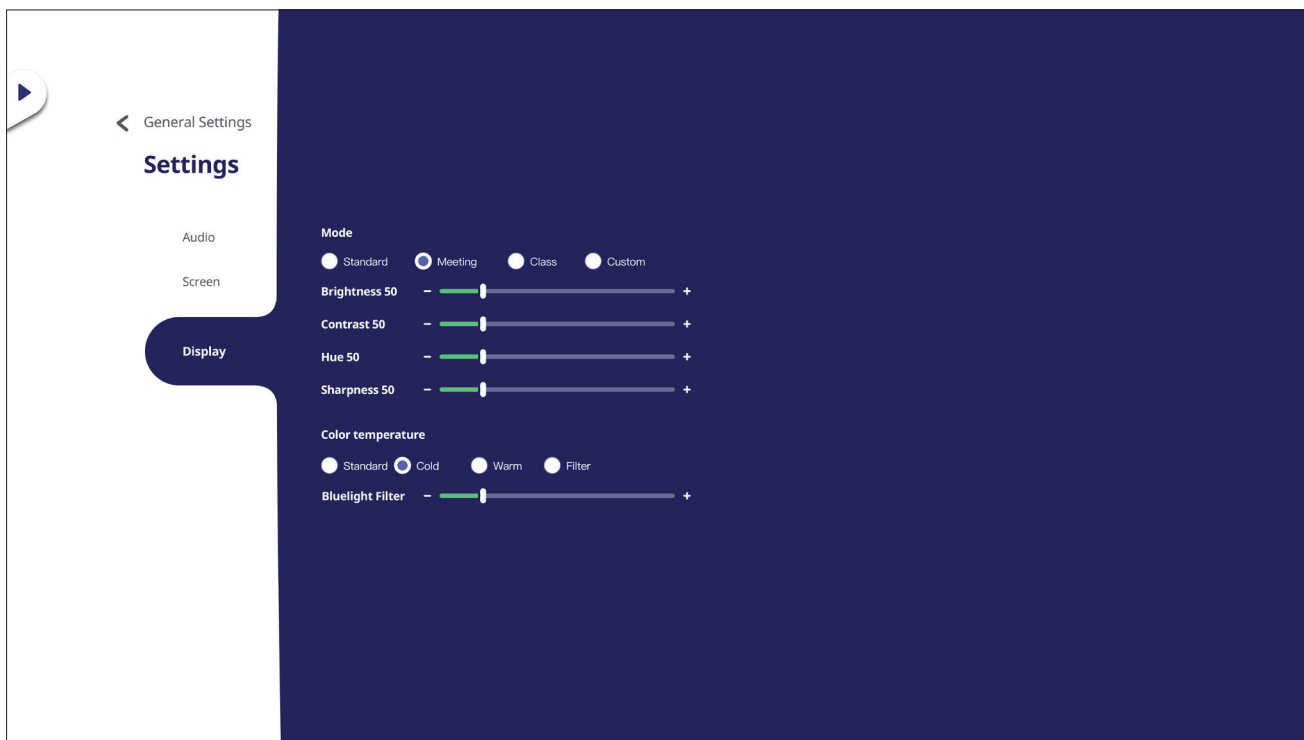 General Settings
Settings
Audio
Screen
Display
Mode
Standard Meeting Class Custom
Brightness 50 - +
Contrast 50 - +
Hue 50 - +
Sharpness 50 - +
Color temperature
Standard Cold Warm Filter
Bluelight Filter - +